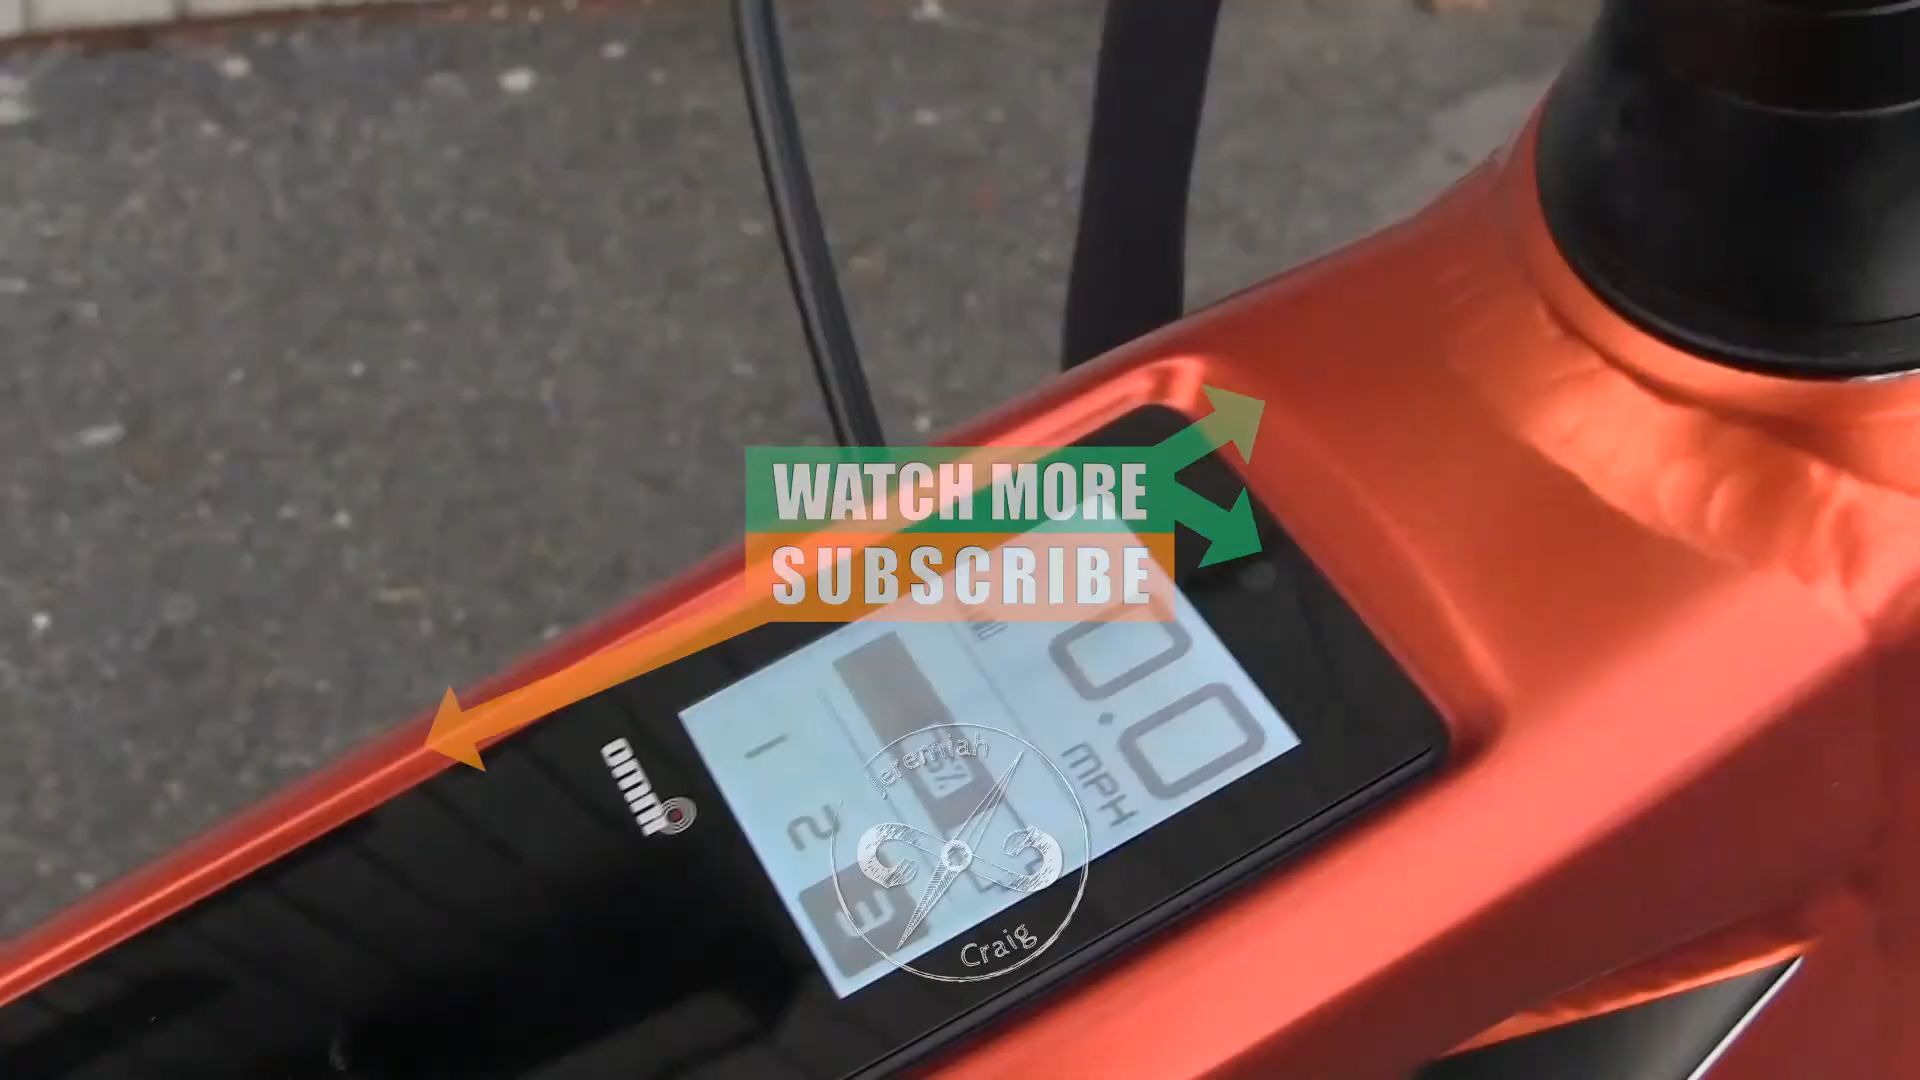 WATCH MORE
SUBSCRIBE
0.0
MPH
1
2
3
omni
Jeremiah
Craig